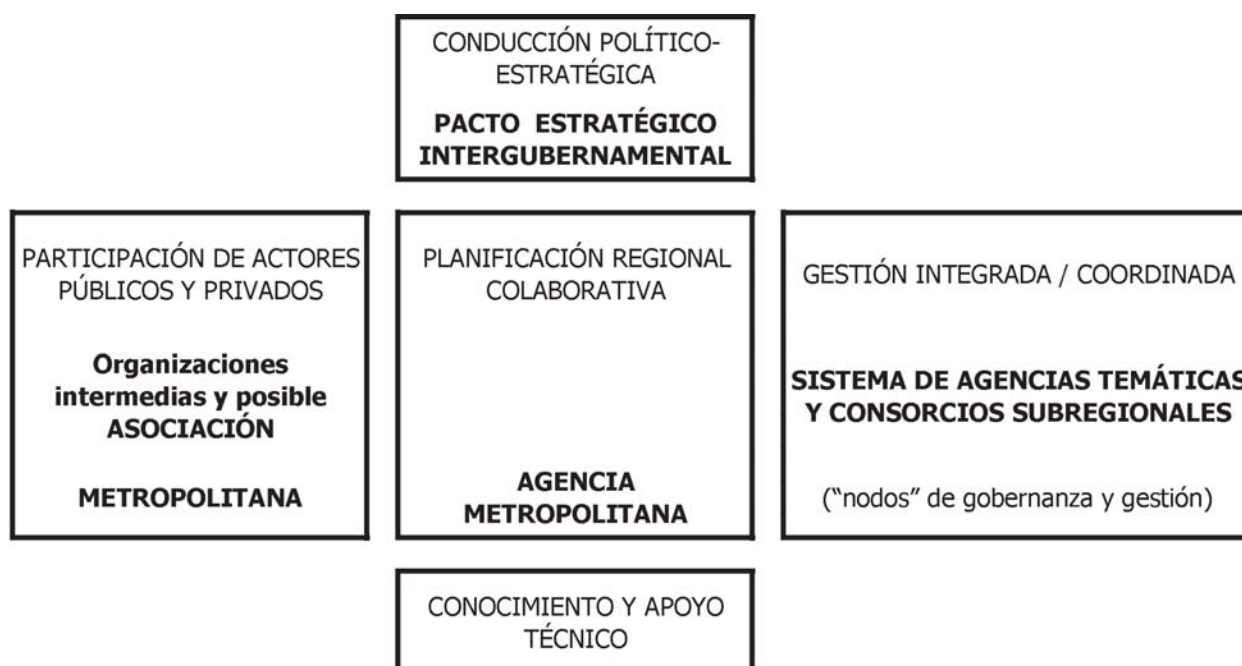 CONDUCCIÓN POLÍTICO-
ESTRATÉGICA
PACTO ESTRATÉGICO
INTERGUBERNAMENTAL
PARTICIPACIÓN DE ACTORES
PÚBLICOS Y PRIVADOS
Organizaciones
intermedias y posible
ASOCIACIÓN
METROPOLITANA
PLANIFICACIÓN REGIONAL
COLABORATIVA
AGENCIA
METROPOLITANA
GESTIÓN INTEGRADA / COORDINADA
SISTEMA DE AGENCIAS TEMÁTICAS
Y CONSORCIOS SUBREGIONALES
(“nodos” de gobernanza y gestión)
CONOCIMIENTO Y APOYO
TÉCNICO